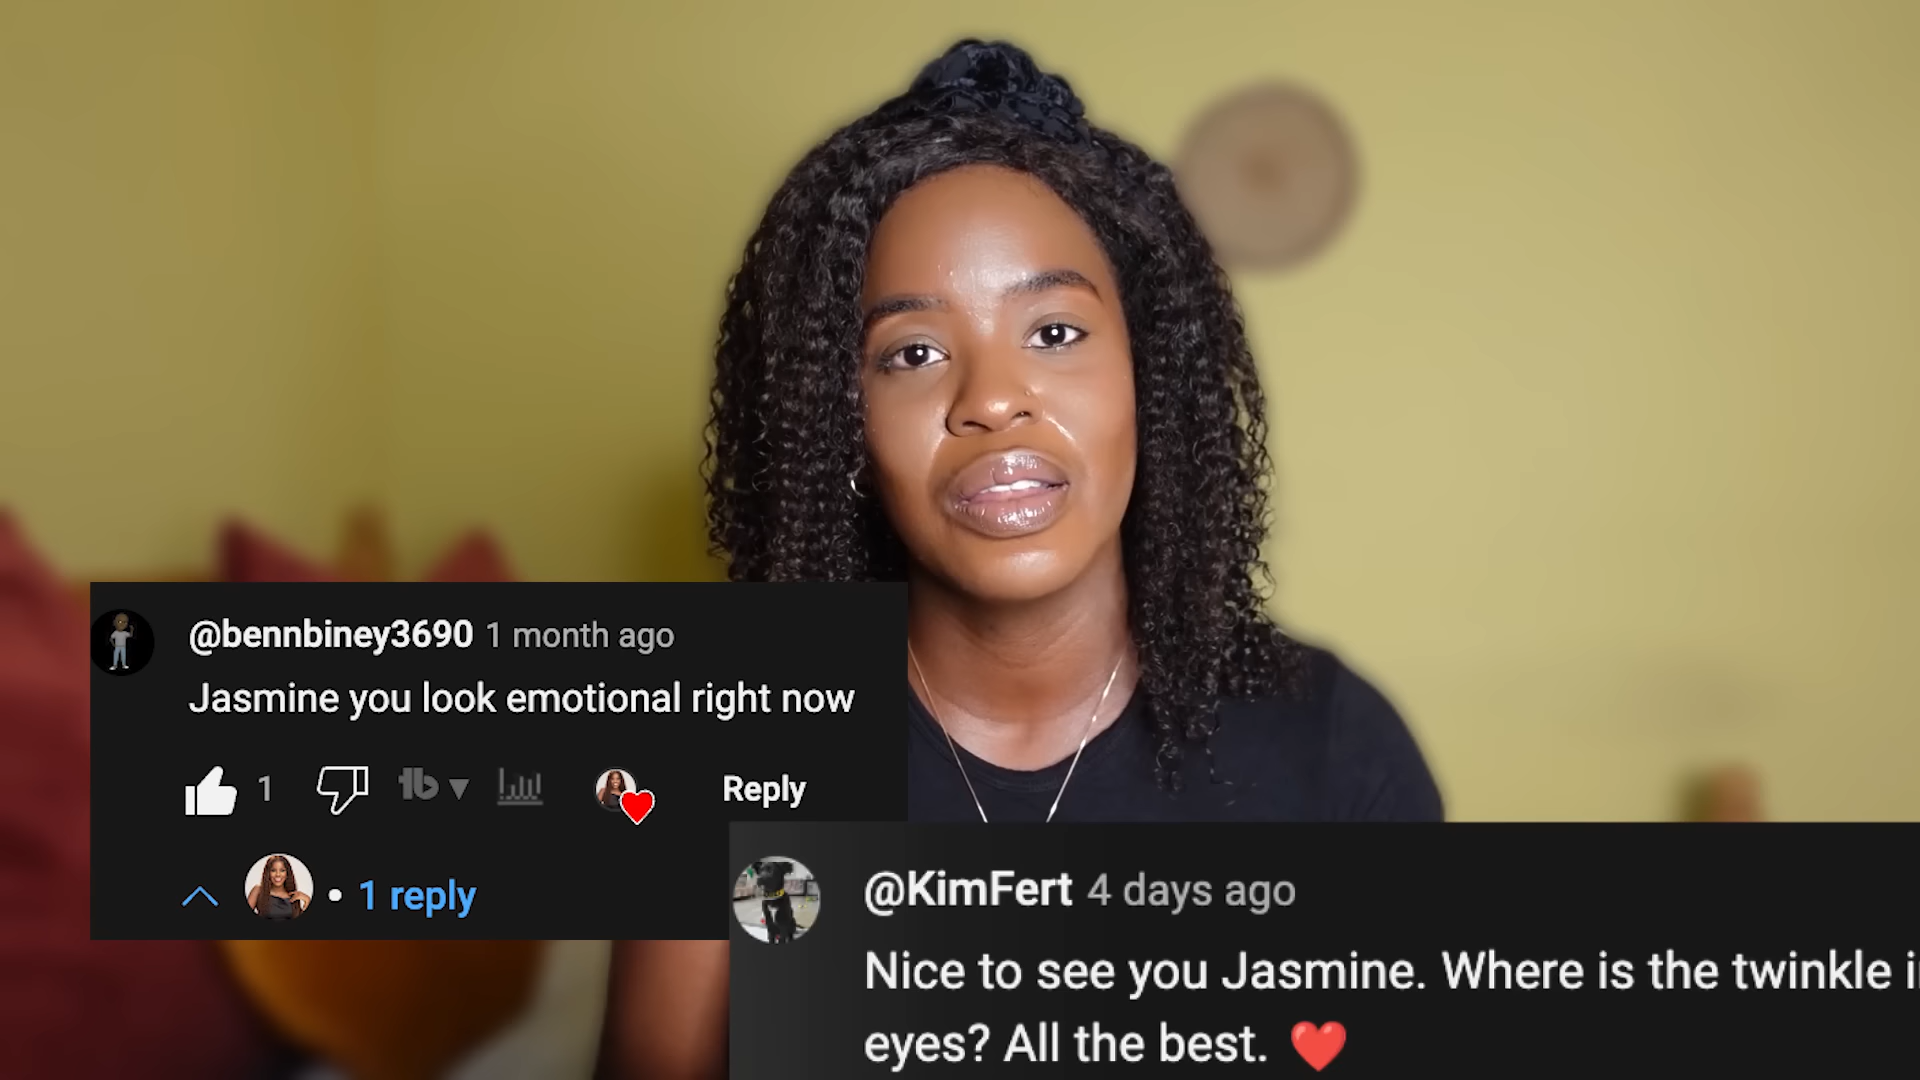 @bennbiney3690 1 month ago
Jasmine you look emotional right now
1
Reply
1 reply
@KimFert 4 days ago
Nice to see you Jasmine. Where is the twinkle
eyes? All the best. ❤️